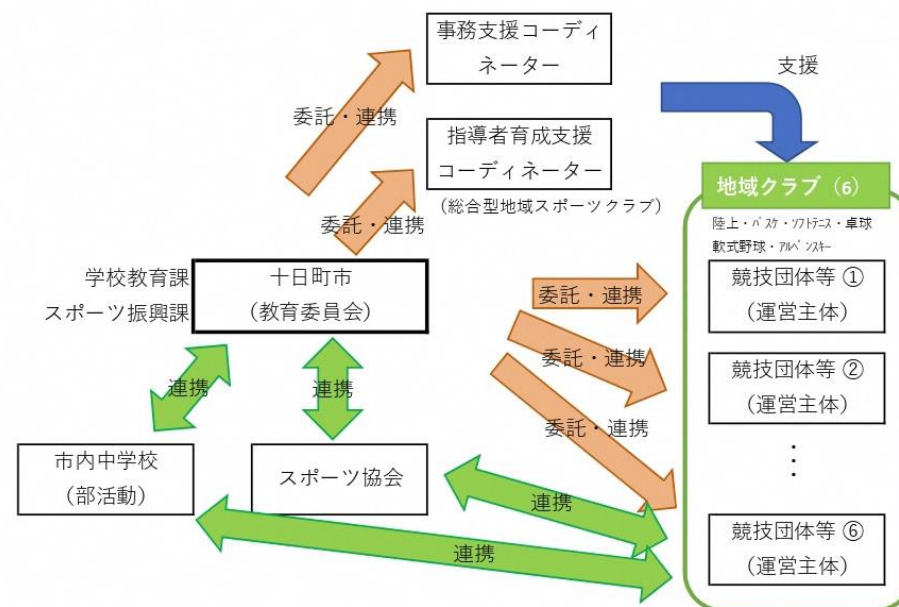 事務支援コーディ
ネーター
支援
委託・連携
指導者育成支援
コーディネーター
(総合型地域スポーツクラブ)
委託・連携
地域クラブ（6）
陸上・バスケ・ソフトテニス・卓球
軟式野球・アルペンスキー
学校教育課
スポーツ振興課
十日町市
(教育委員会)
委託・連携
競技団体等 ①
(運営主体)
委託・連携
競技団体等 ②
(運営主体)
連携
連携
委託・連携
⋮
市内中学校
(部活動)
スポーツ協会
連携
競技団体等 ⑥
(運営主体)
連携